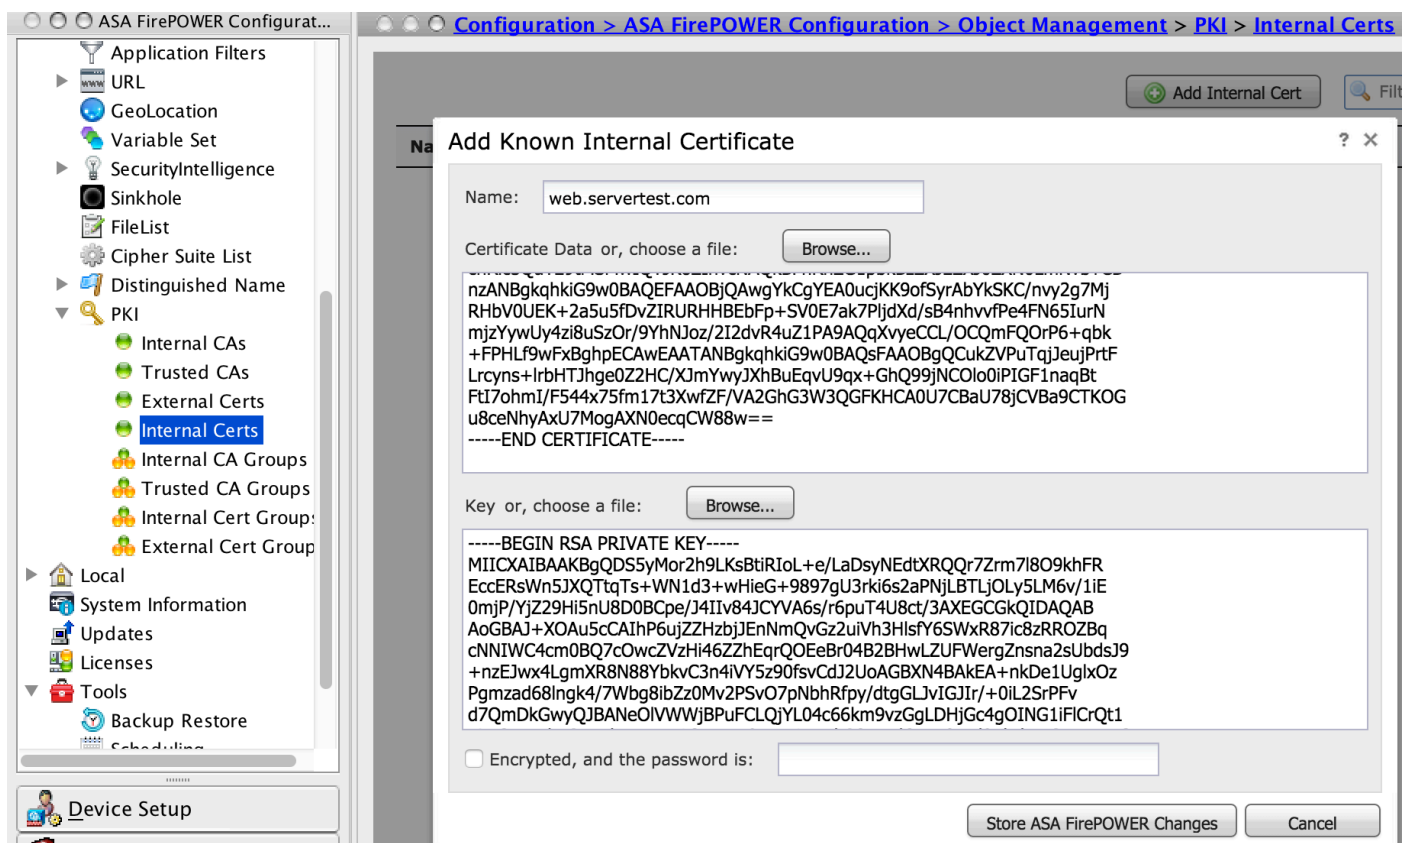 ASA FirePOWER Configurat...
Application Filters
URL
GeoLocation
Variable Set
SecurityIntelligence
Sinkhole
FileList
Cipher Suite List
Distinguished Name
PKI
Internal CAs
Trusted CAs
External Certs
Internal Certs
Internal CA Groups
Trusted CA Groups
Internal Cert Groups
External Cert Group
Local
System Information
Updates
Licenses
Tools
Backup Restore
Scheduling
Device Setup
Configuration > ASA FirePOWER Configuration > Object Management > PKI > Internal Certs
Add Internal Cert
Filt
Na
Add Known Internal Certificate
? ×
Name: web.servertest.com
Certificate Data or, choose a file: Browse...
nzANBgkqhkiG9w0BAQEFAAOBjQAwgYkCgYEA0ucjKK9ofSyrAbYkSKC/nvy2g7Mj
RHbV0UEK+2a5u5fDvZIRURHHBEbFp+SV0E7ak7PljdXd/sB4nhvvfPe4FN65IurN
mjzYywUy4zi8uSzOr/9YhNJoz/2I2dvR4uZ1PA9AQqXvyeCCL/OCQmFQOrP6+qbk
+FPHLf9wFxBghpECAwEAATANBgkqhkiG9w0BAQsFAAOBgQCukZVPuTqjJeujPrtF
Lrcyns+lrbHTJhge0Z2HC/XJmYwyJXhBuEqvU9qx+GhQ99jNCOlo0iPIGF1naqBt
FtI7ohmI/F544x75fm17t3XwfZF/VA2GhG3W3QGFKHCA0U7CBaU78jCVBa9CTKOG
u8ceNhyAxU7MogAXN0ecqCW88w==
-----END CERTIFICATE-----
Key or, choose a file: Browse...
-----BEGIN RSA PRIVATE KEY-----
MIICXAIBAAKBgQDS5yMor2h9LKsBtiRIoL+e/LaDsyNEdtXRQQr7Zrm7l8O9khFR
EccERsWn5JXQTtqTs+WN1d3+wHieG+9897gU3rki6s2aPNjLBTLjOLy5LM6v/1iE
0mjP/YjZ29Hi5nU8D0BCpe/J4IIv84JCYVA6s/r6puT4U8ct/3AXEGCGkQIDAQAB
AoGBAJ+XOAu5cCAIhP6ujZZHzbjJEnNmQvGz2uiVh3HlsfY6SWxR87ic8zRROZBq
cNNIWC4cm0BQ7cOwcZVzHi46ZZhEqrQOEeBr04B2BHwLZUFWergZnsna2sUbdsJ9
+nzEJwx4LgmXR8N88YbkvC3n4iVY5z90fsvCdJ2UoAGBXN4BAkEA+nkDe1UglxOz
Pgmzad68lngk4/7Wbg8ibZz0Mv2PSvO7pNbhRfpy/dtgGLJvIGJIr/+0iL2SrPFv
d7QmDkGwyQJBANeOlVWWjBPuFCLQjYL04c66km9vzGgLDHjGc4gOING1iFlCrQt1
Encrypted, and the password is:
Store ASA FirePOWER Changes
Cancel